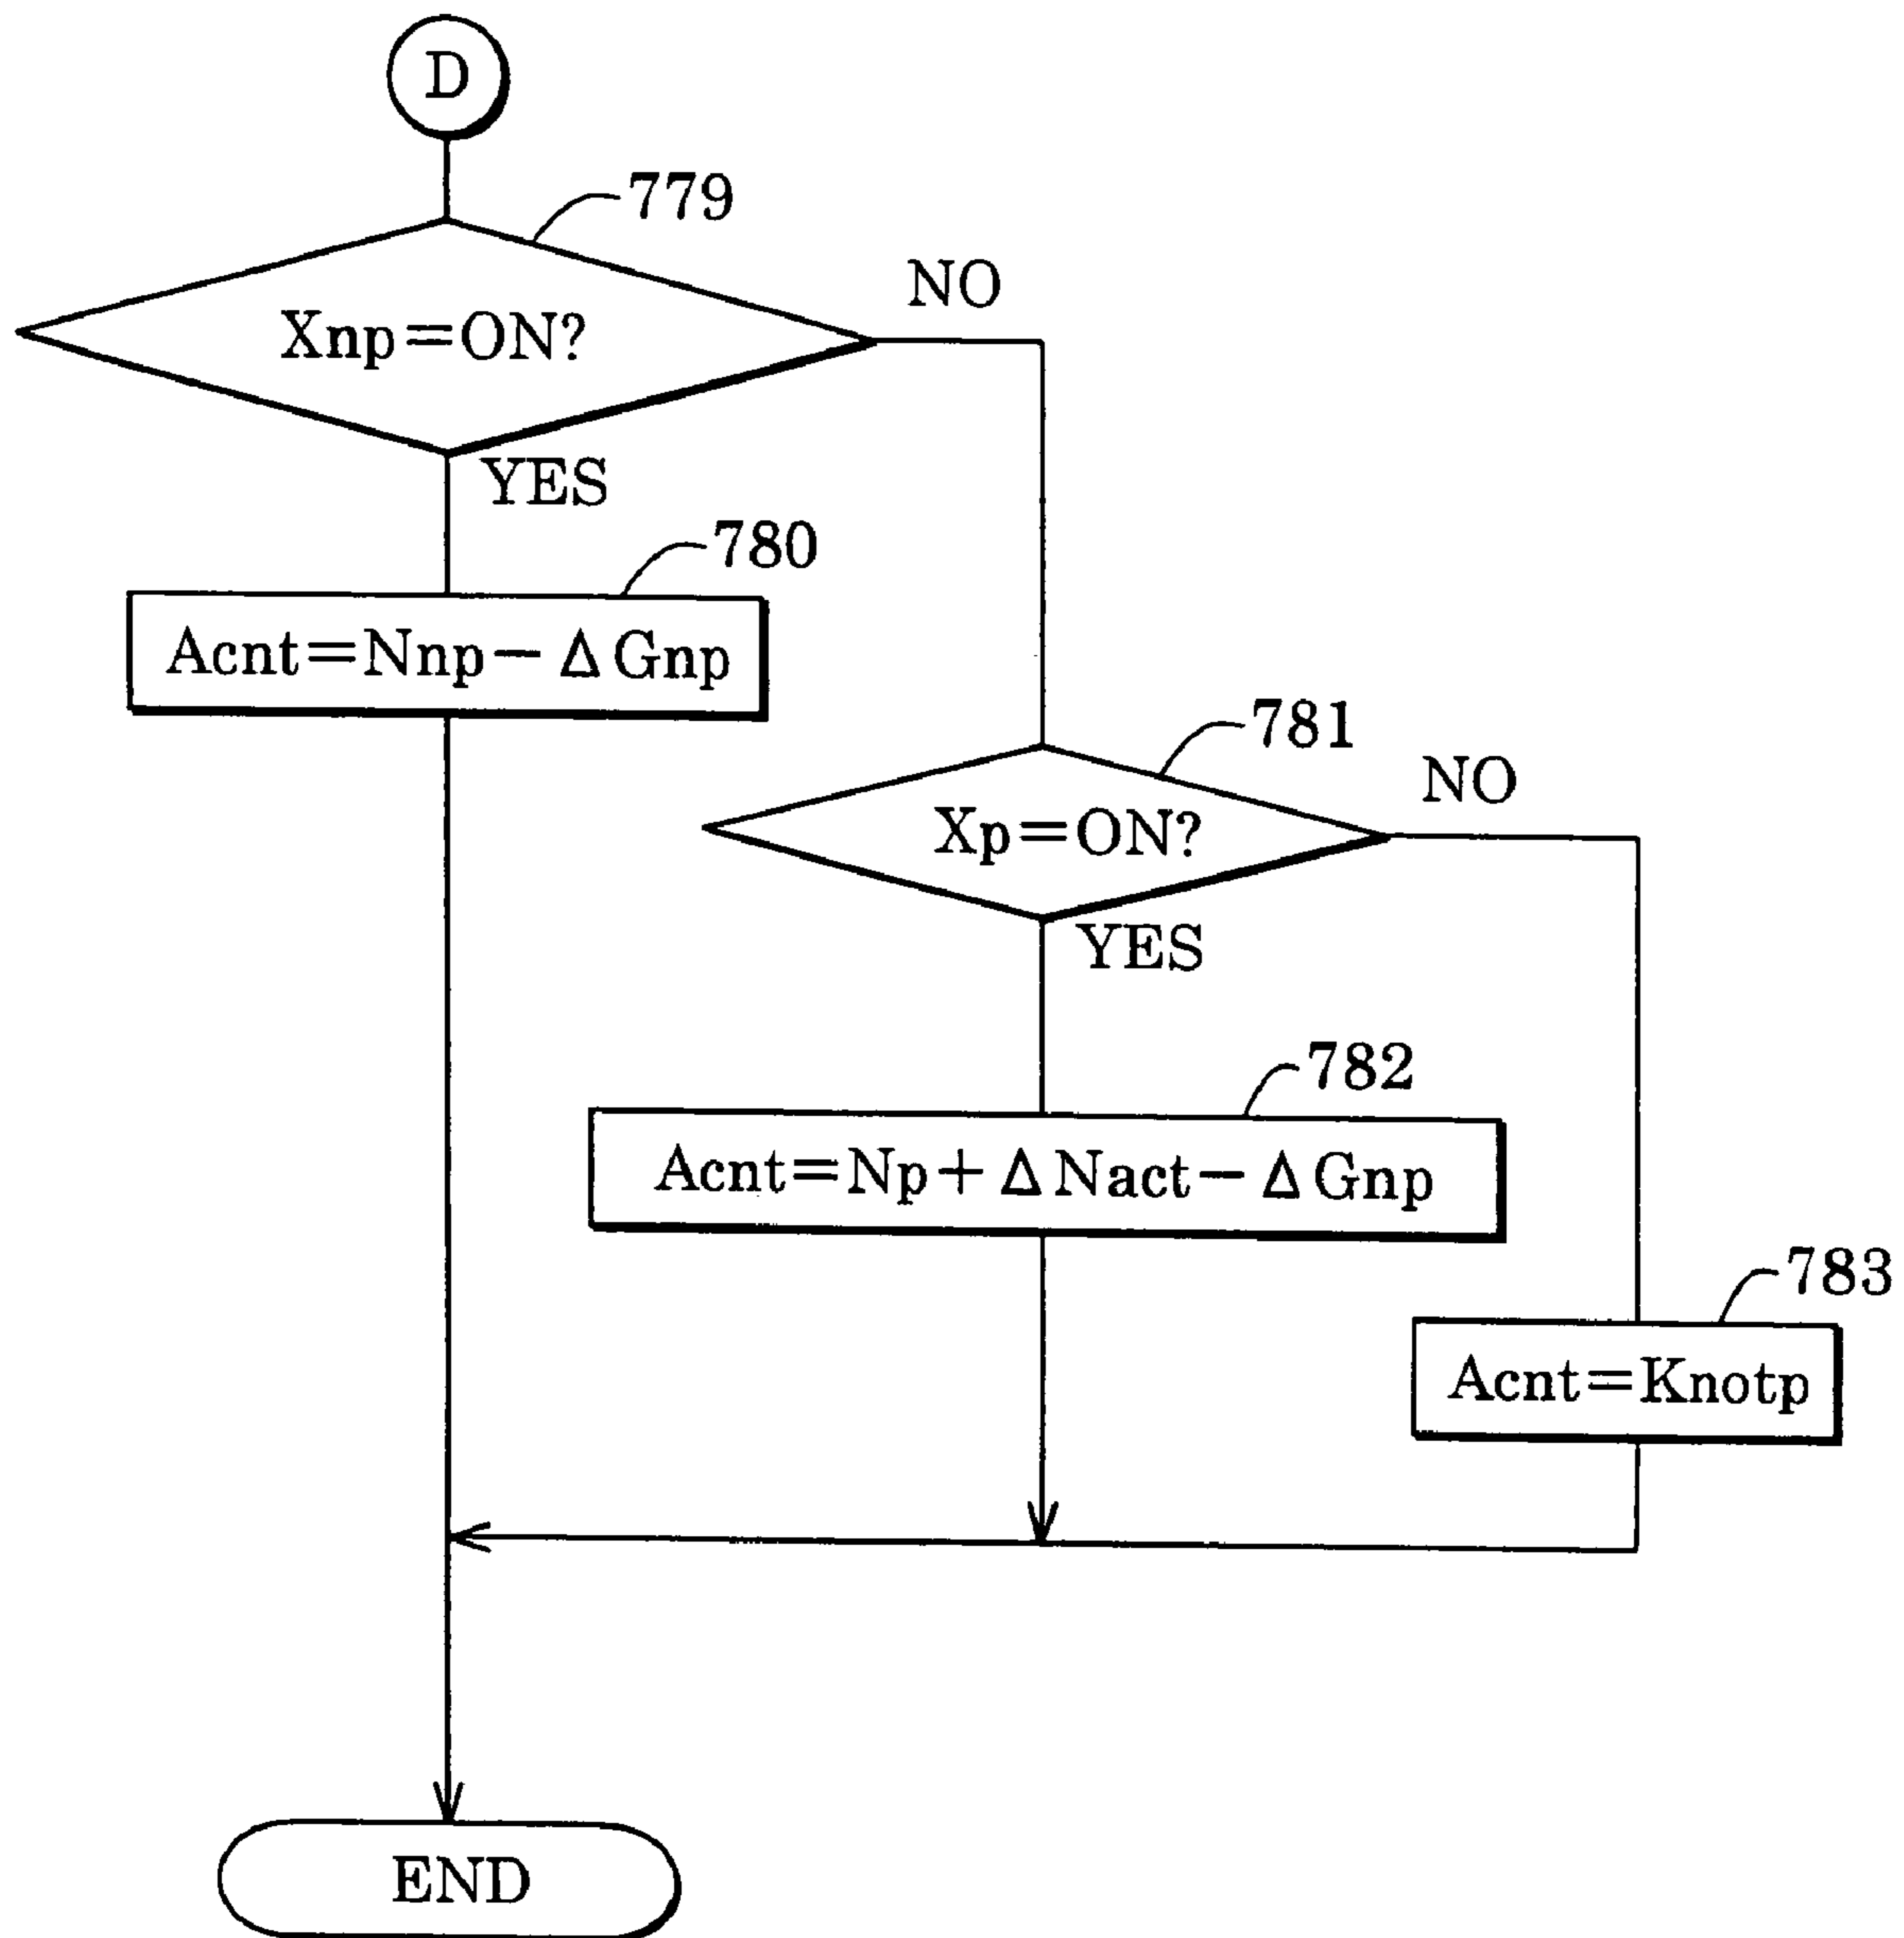 D
779
NO
Xnp=ON?
YES
780
Acnt=Nnp−ΔGnp
781
NO
Xp=ON?
YES
782
Acnt=Np+ΔNact−ΔGnp
783
Acnt=Knotp
END